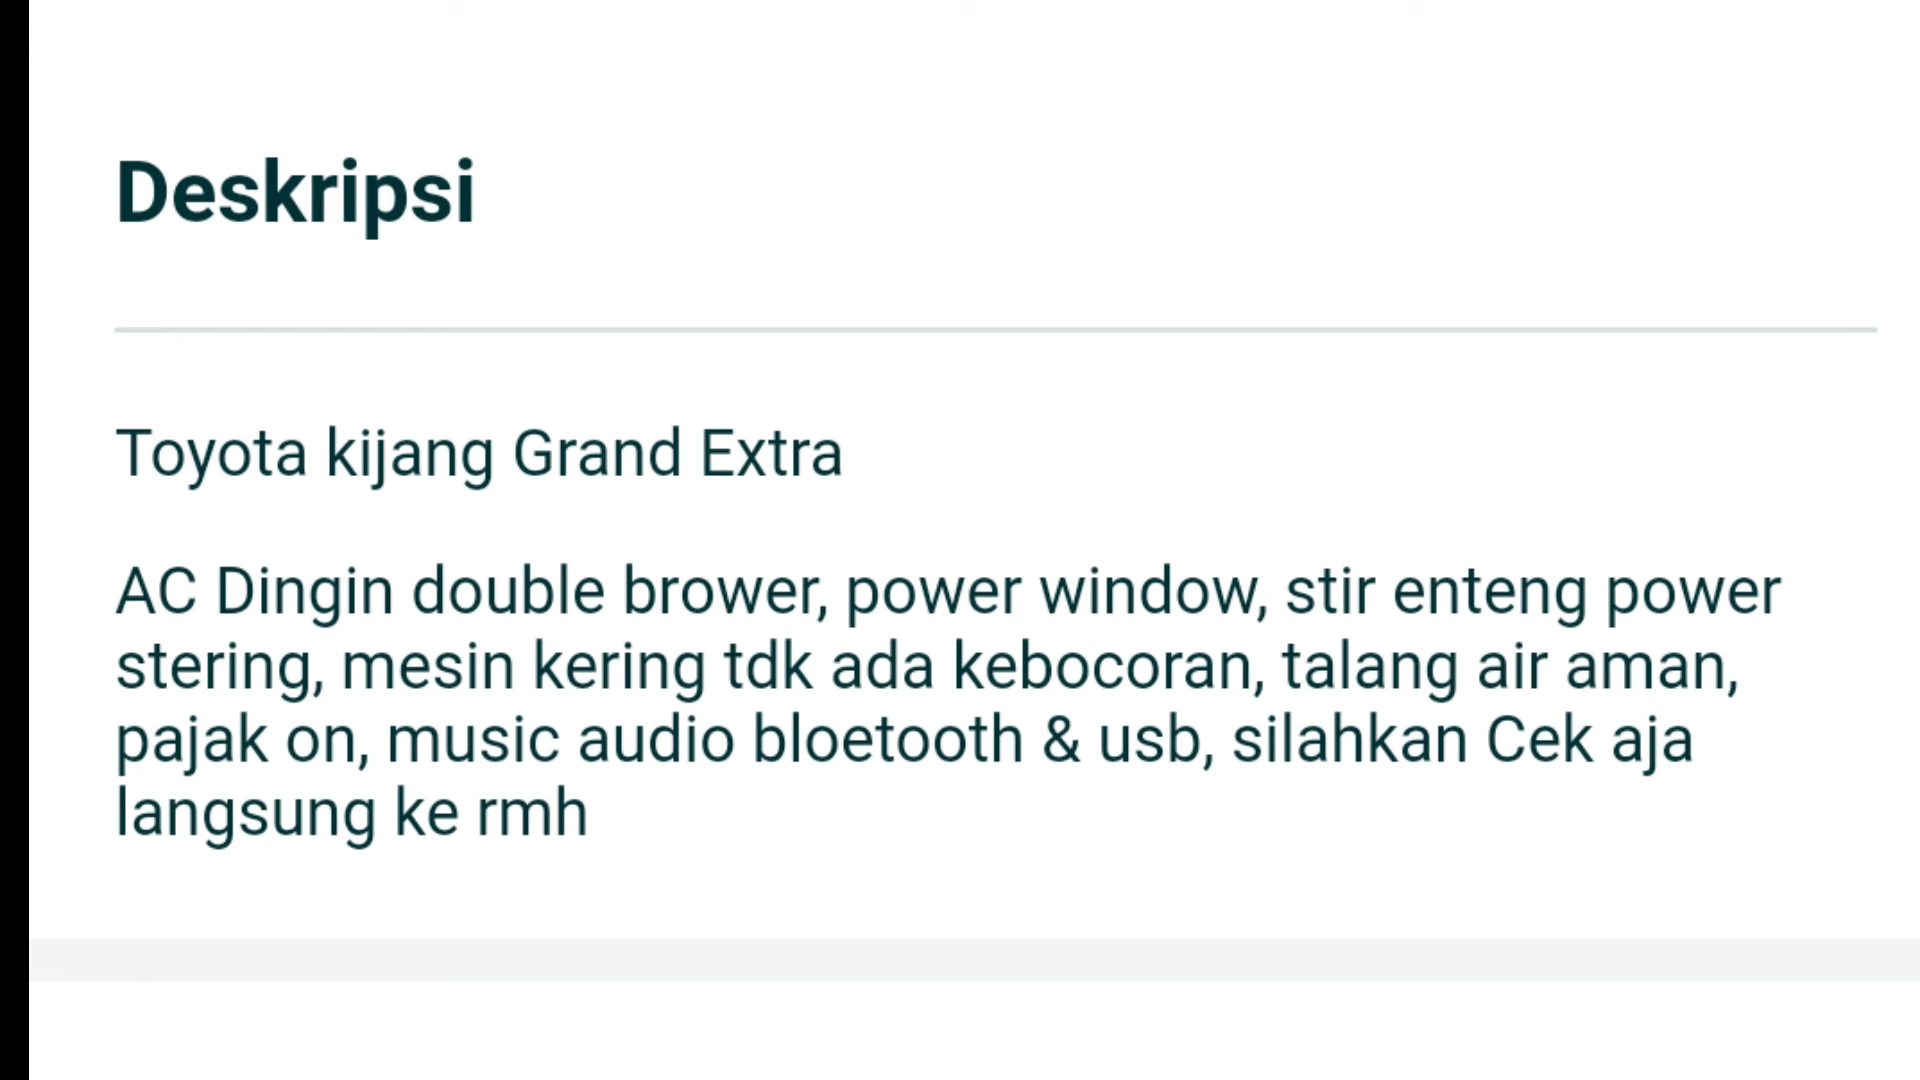 Deskripsi
Toyota kijang Grand Extra
AC Dingin double brower, power window, stir enteng power
stering, mesin kering tdk ada kebocoran, talang air aman,
pajak on, music audio bloetooth & usb, silahkan Cek aja
langsung ke rmh